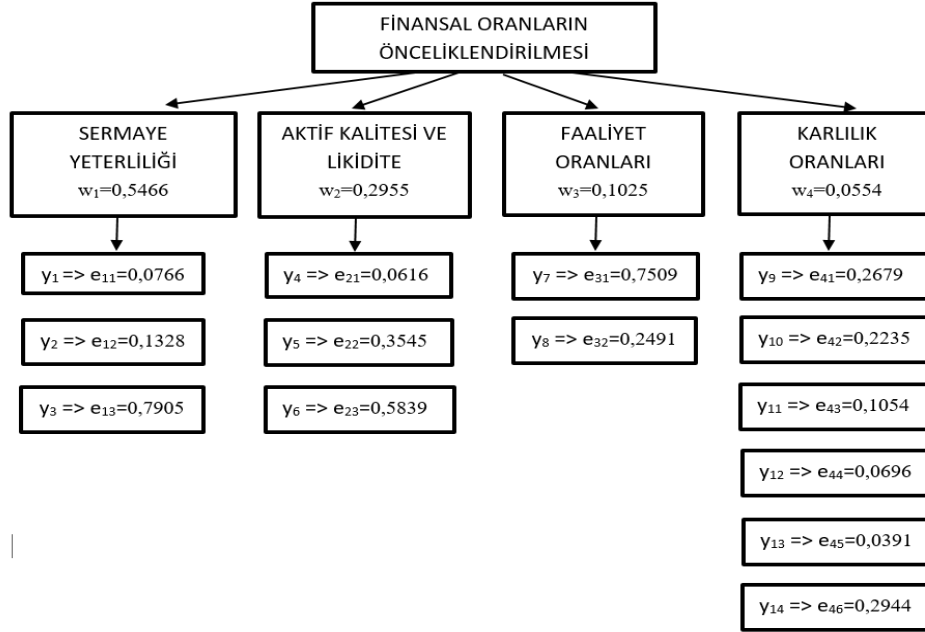 FİNANSAL ORANLARIN
ÖNCELİKLENDİRİLMESİ
SERMAYE
YETERLİLİĞİ
w₁=0,5466
y₁ => e₁₁=0,0766
y₂ => e₁₂=0,1328
y₃ => e₁₃=0,7905
AKTİF KALİTESİ VE
LİKİDİTE
w₂=0,2955
y₄ => e₂₁=0,0616
y₅ => e₂₂=0,3545
y₆ => e₂₃=0,5839
FAALİYET
ORANLARI
w₃=0,1025
y₇ => e₃₁=0,7509
y₈ => e₃₂=0,2491
KARLILIK
ORANLARI
w₄=0,0554
y₉ => e₄₁=0,2679
y₁₀ => e₄₂=0,2235
y₁₁ => e₄₃=0,1054
y₁₂ => e₄₄=0,0696
y₁₃ => e₄₅=0,0391
y₁₄ => e₄₆=0,2944